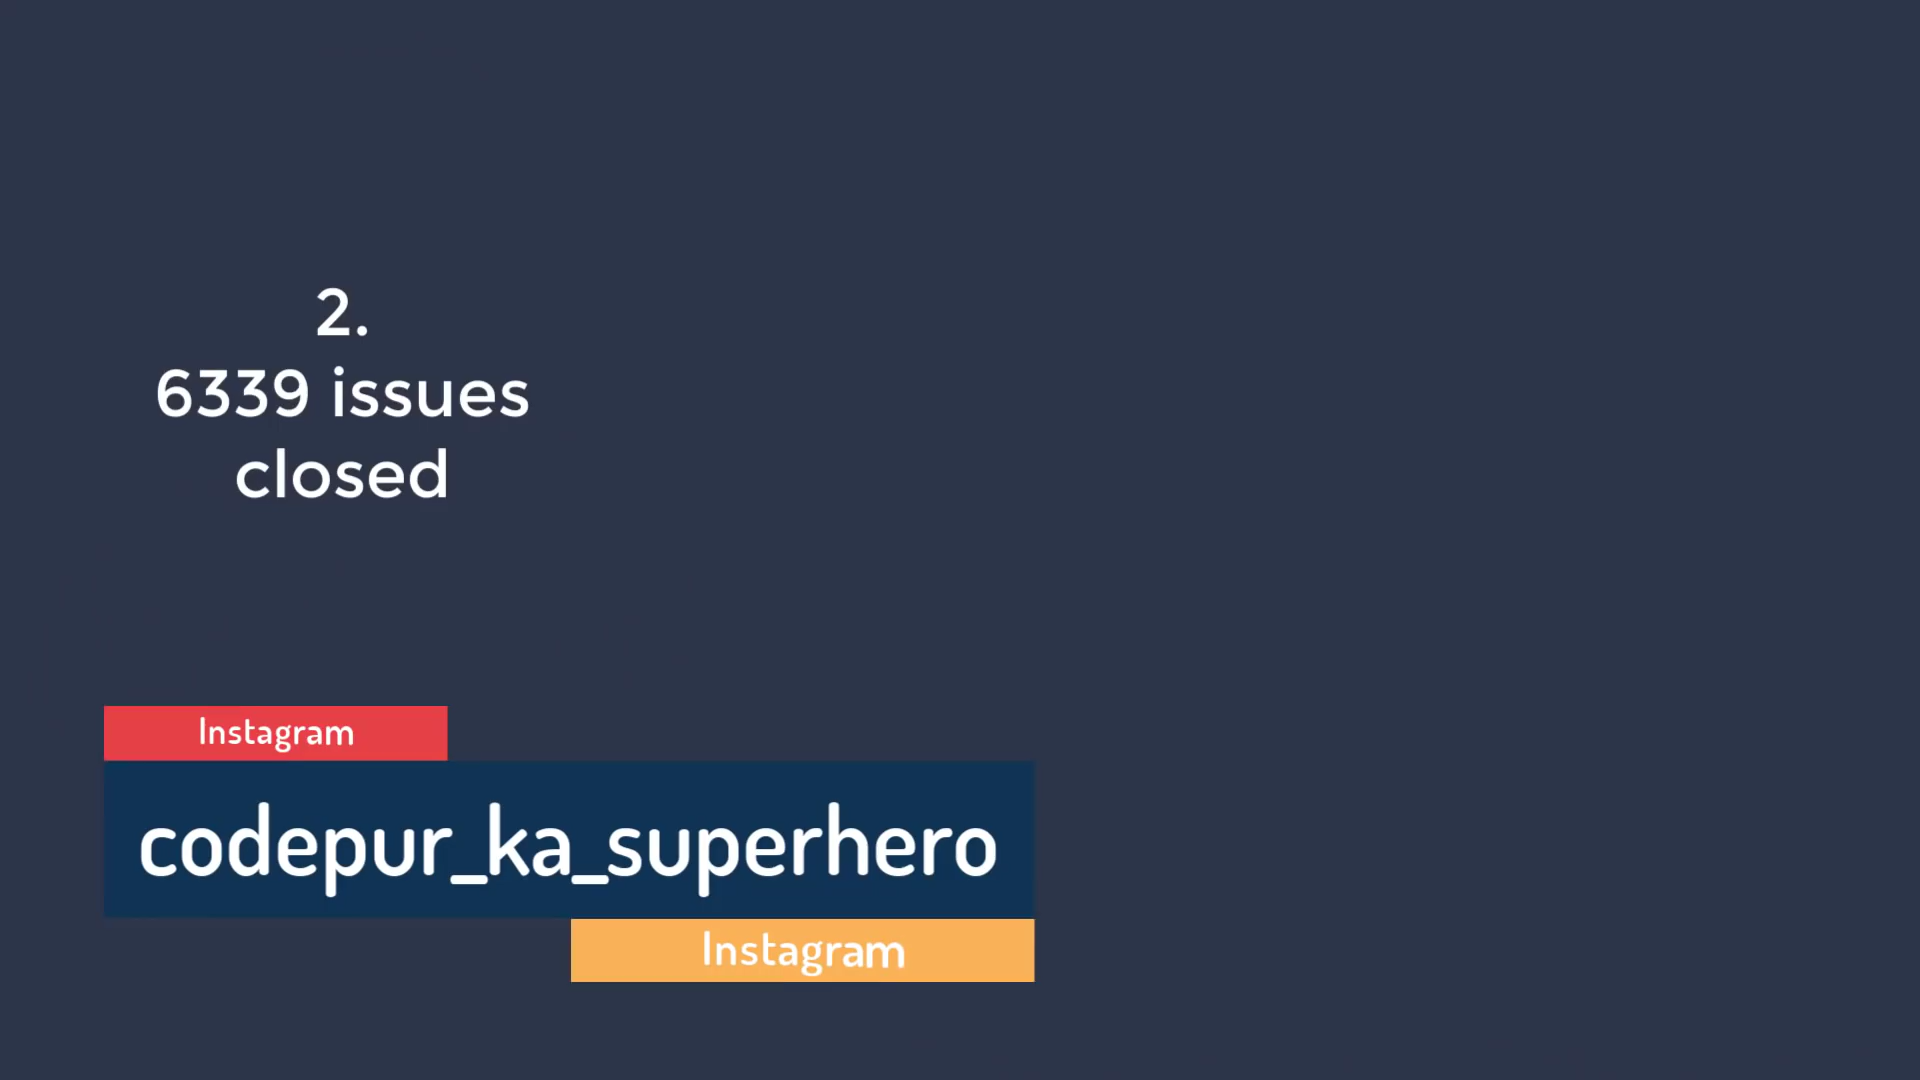 2.
6339 issues
closed
Instagram
codepur_ka_superhero
Instagram